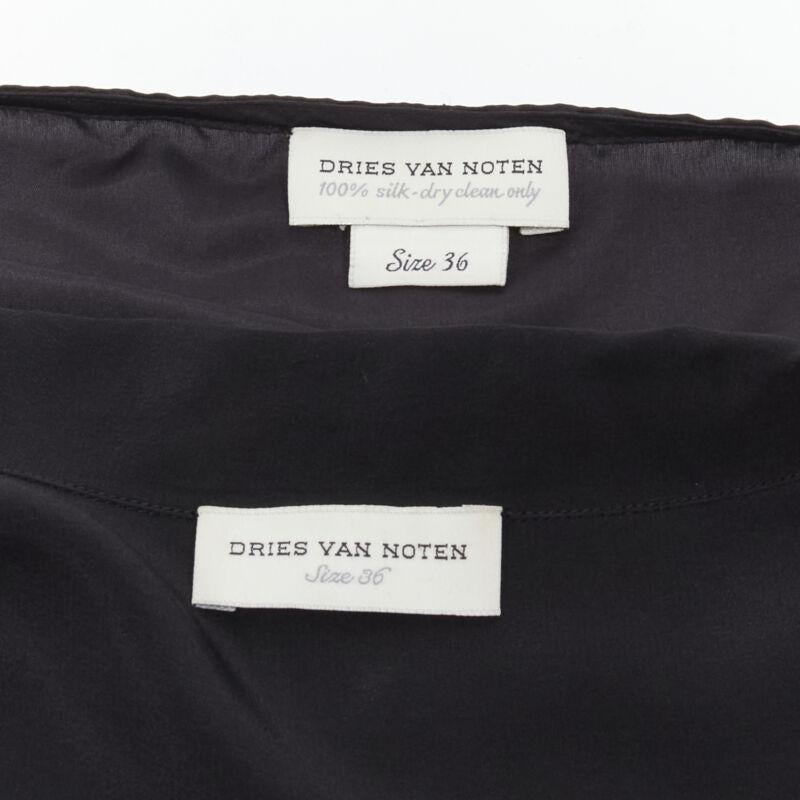 DRIES VAN NOTEN
100% silk-dry clean only
Size 36
DRIES VAN NOTEN
Size 36